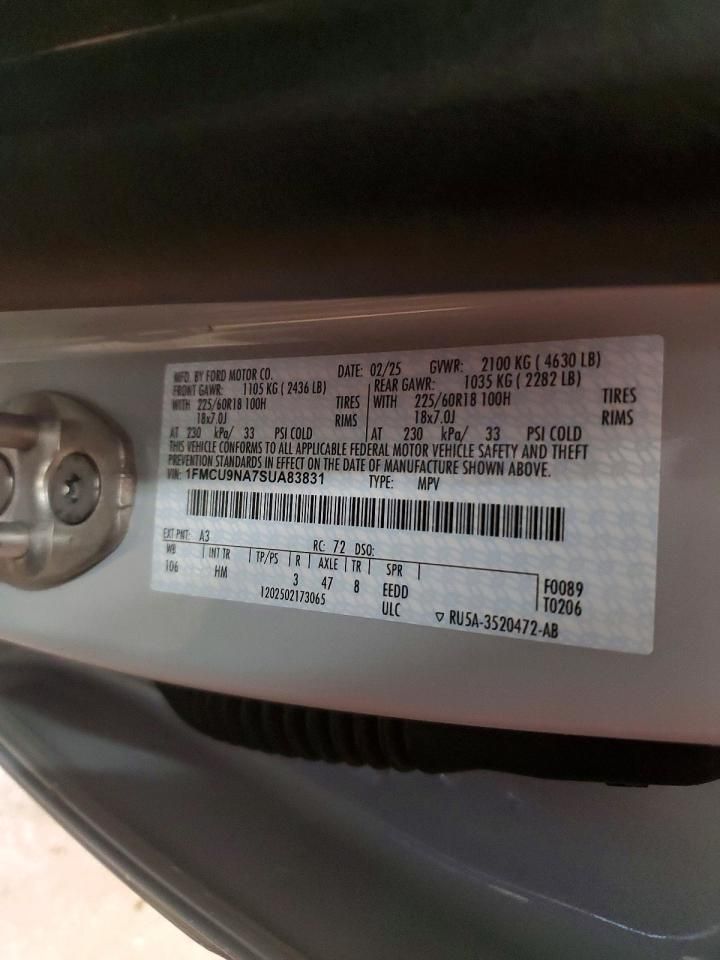 MFD. BY FORD MOTOR CO. DATE: 02/25 GVWR: 2100 KG ( 4630 LB)
FRONT GAWR: 1105 KG ( 2436 LB) REAR GAWR: 1035 KG ( 2282 LB)
WITH 225/60R18 100H TIRES WITH 225/60R18 100H TIRES
18x7.0J RIMS 18x7.0J RIMS
AT 230 kPa/ 33 PSI COLD AT 230 kPa/ 33 PSI COLD
THIS VEHICLE CONFORMS TO ALL APPLICABLE FEDERAL MOTOR VEHICLE SAFETY AND THEFT
PREVENTION STANDARDS IN EFFECT ON THE DATE OF MANUFACTURE SHOWN ABOVE.
VIN: 1FMCU9NA7SUA83831 TYPE: MPV
EXT PNT: A3 RC: 72 DSO:
WB INT TR TP/PS R AXLE TR SPR
106 HM 3 47 8 EEDD F0089
1202502173065 ULC T0206
▽ RU5A-3520472-AB